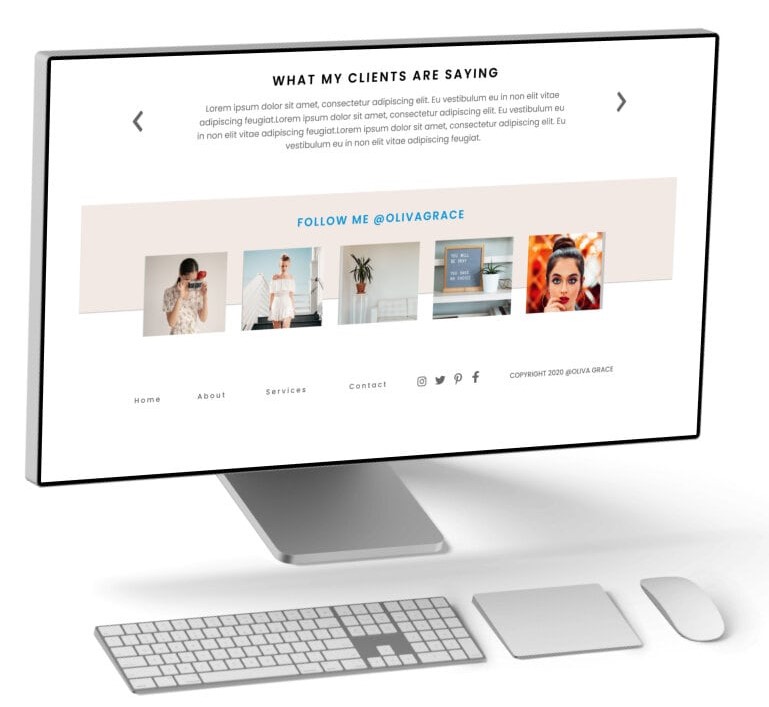 WHAT MY CLIENTS ARE SAYING
Lorem ipsum dolor sit amet, consectetur adipiscing elit. Eu vestibulum eu in non elit vitae
adipiscing feugiat.Lorem ipsum dolor sit amet, consectetur adipiscing elit. Eu vestibulum eu
in non elit vitae adipiscing feugiat.Lorem ipsum dolor sit amet, consectetur adipiscing elit. Eu
vestibulum eu in non elit vitae adipiscing feugiat.
FOLLOW ME @OLIVAGRACE
YOU WILL
BE OKAY
YOU HAVE
Home
About
Services
Contact
COPYRIGHT 2020 @OLIVA GRACE